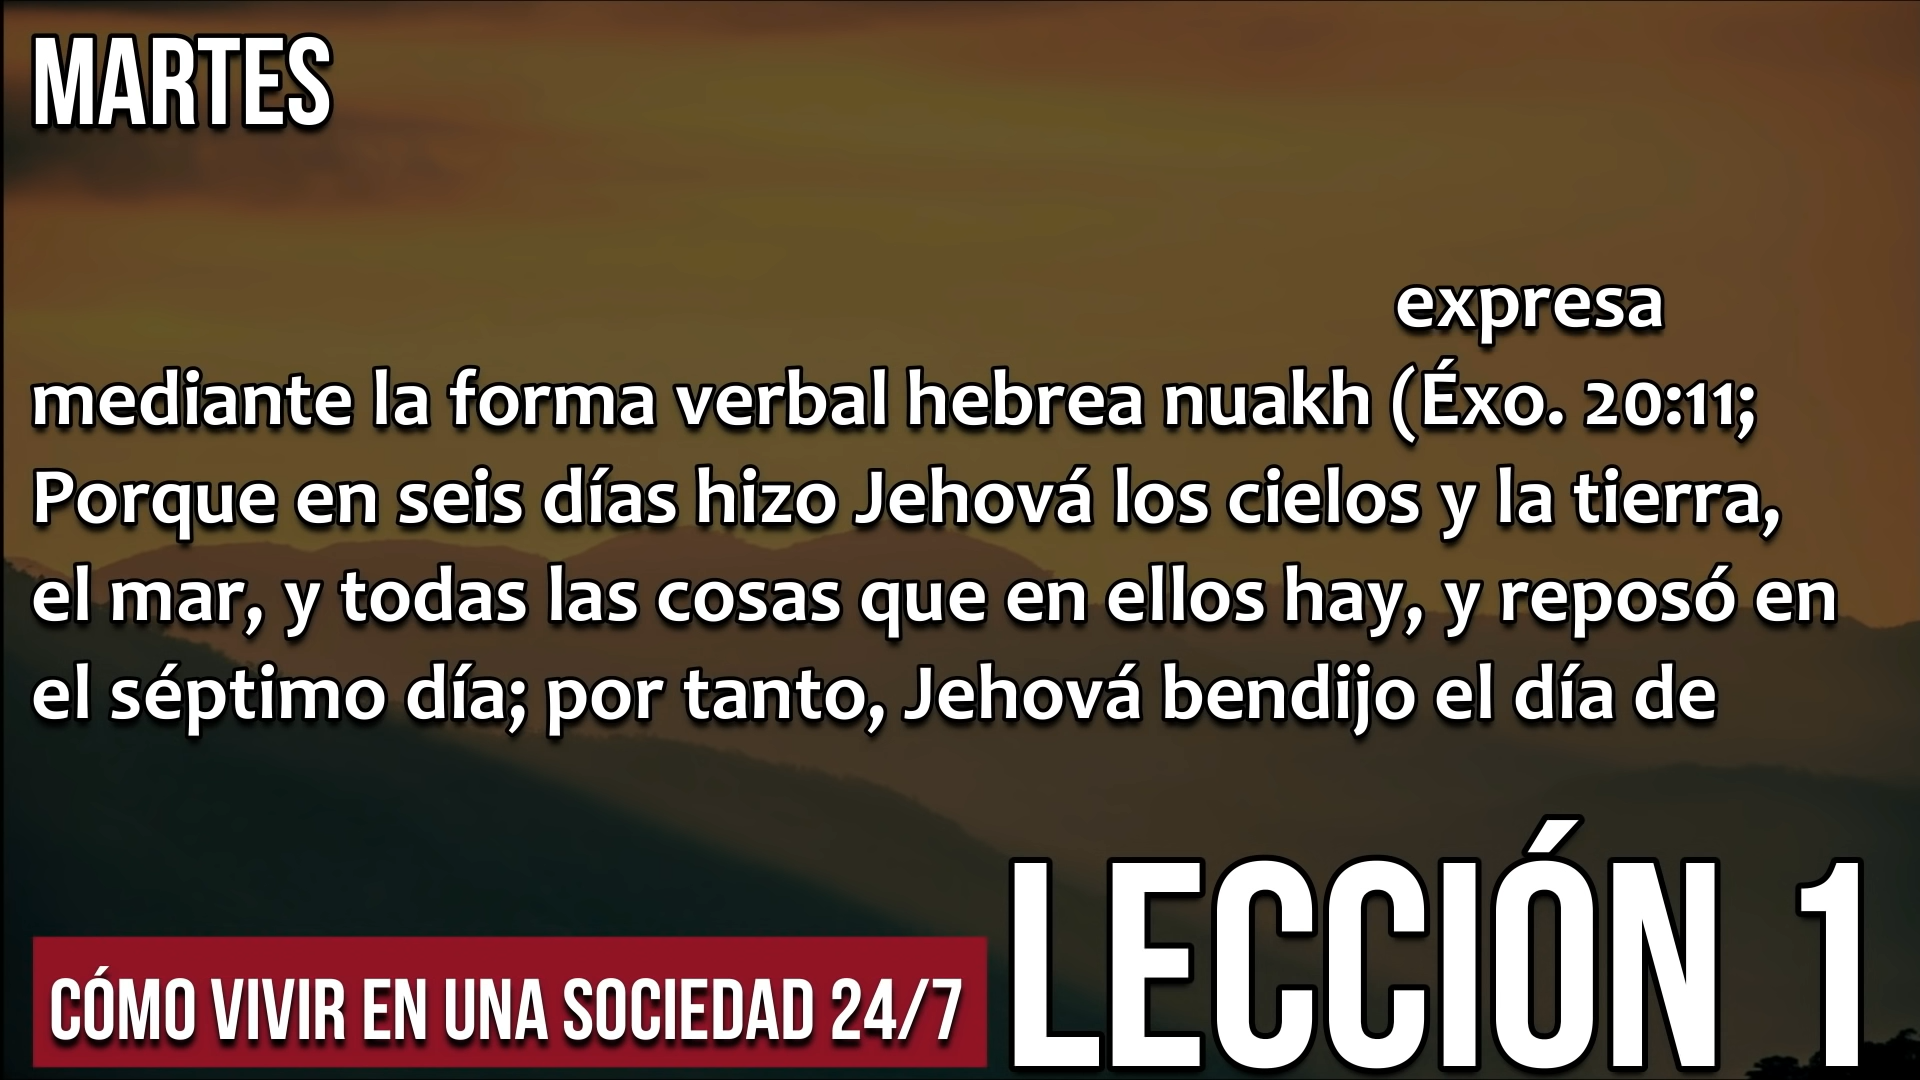 MARTES
expresa
mediante la forma verbal hebrea nuakh (Éxo. 20:11;
Porque en seis días hizo Jehová los cielos y la tierra,
el mar, y todas las cosas que en ellos hay, y reposó en
el séptimo día; por tanto, Jehová bendijo el día de
CÓMO VIVIR EN UNA SOCIEDAD 24/7
LECCIÓN 1